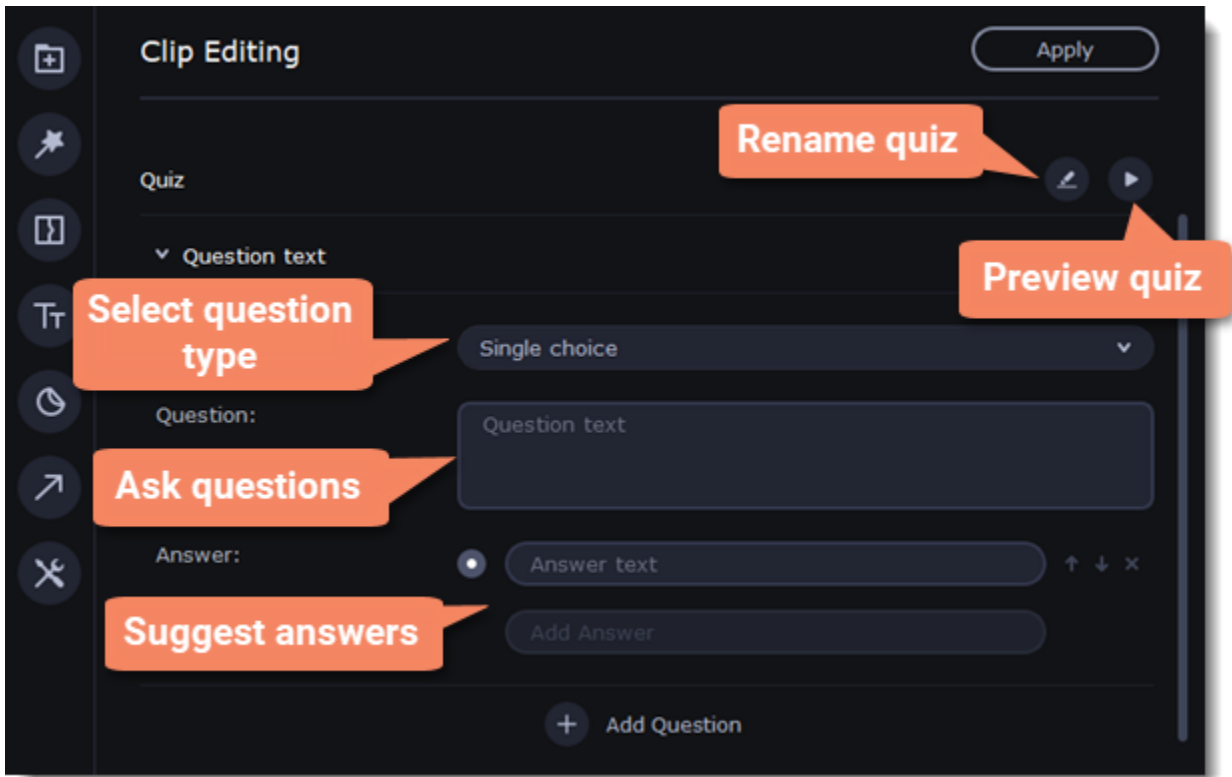 Clip Editing
Apply
Rename quiz
Quiz
Question text
Preview quiz
Select question
type
Single choice
Question:
Question text
Ask questions
Answer:
Answer text
Suggest answers
Add Answer
Add Question